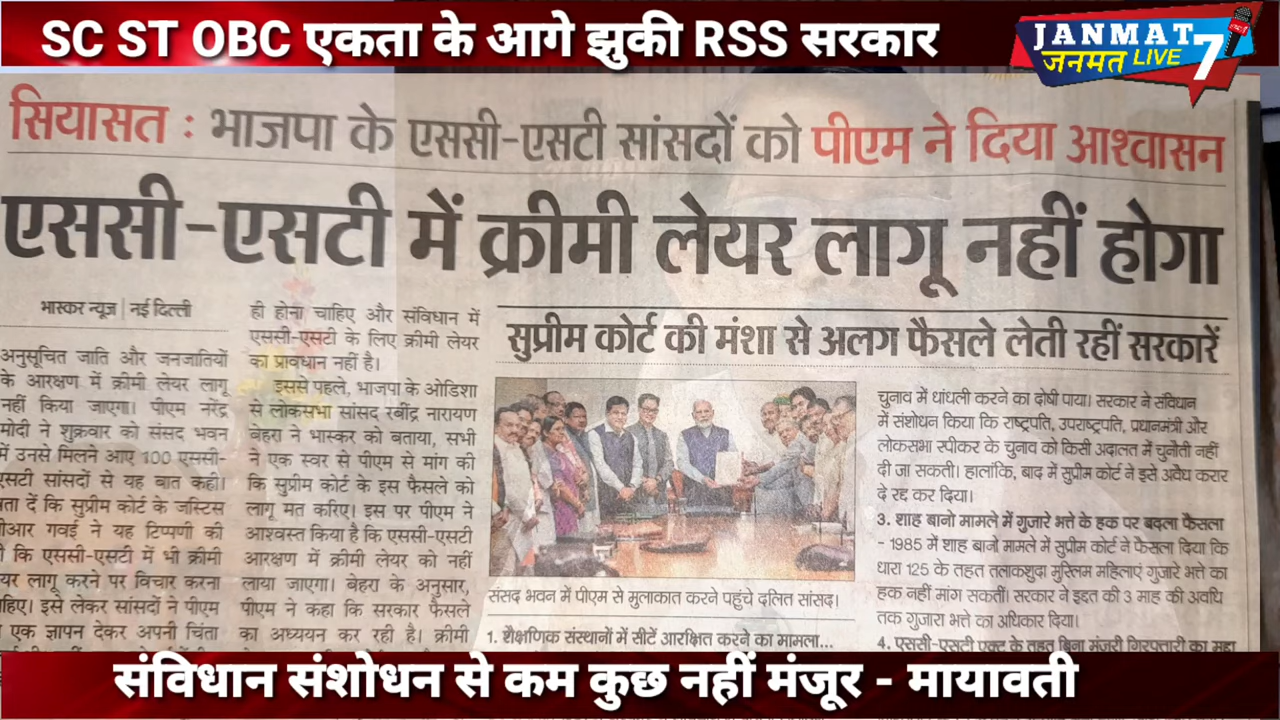 SC ST OBC एकता के आगे झुकी RSS सरकार
JANMAT 7
जनमत LIVE
सियासत : भाजपा के एससी-एसटी सांसदों को पीएम ने दिया आश्वासन
एससी-एसटी में क्रीमी लेयर लागू नहीं होगा
भास्कर न्यूज | नई दिल्ली
अनुसूचित जाति और जनजातियों
के आरक्षण में क्रीमी लेयर लागू
नहीं किया जाएगा। पीएम नरेंद्र
मोदी ने शुक्रवार को संसद भवन
में उनसे मिलने आए 100 एससी-
एसटी सांसदों से यह बात कही।
बता दें कि सुप्रीम कोर्ट के जस्टिस
बीआर गवई ने यह टिप्पणी की
कि एससी-एसटी में भी क्रीमी
लेयर लागू करने पर विचार करना
चाहिए। इसे लेकर सांसदों ने पीएम
एक ज्ञापन देकर अपनी चिंता
ही होना चाहिए और संविधान में
एससी-एसटी के लिए क्रीमी लेयर
का प्रावधान नहीं है।
इससे पहले, भाजपा के ओडिशा
से लोकसभा सांसद रवींद्र नारायण
बेहरा ने भास्कर को बताया, सभी
ने एक स्वर से पीएम से मांग की
कि सुप्रीम कोर्ट के इस फैसले को
लागू मत करिए। इस पर पीएम ने
आश्वस्त किया है कि एससी-एसटी
आरक्षण में क्रीमी लेयर को नहीं
लाया जाएगा। बेहरा के अनुसार,
पीएम ने कहा कि सरकार फैसले
का अध्ययन कर रही है। क्रीमी
सुप्रीम कोर्ट की मंशा से अलग फैसले लेती रहीं सरकारें
संसद भवन में पीएम से मुलाकात करने पहुंचे दलित सांसद।
1. शैक्षणिक संस्थानों में सीटें आरक्षित करने का मामला...
चुनाव में धांधली करने का दोषी पाया। सरकार ने संविधान
में संशोधन किया कि राष्ट्रपति, उपराष्ट्रपति, प्रधानमंत्री और
लोकसभा स्पीकर के चुनाव को किसी अदालत में चुनौती नहीं
दी जा सकती। हालांकि, बाद में सुप्रीम कोर्ट ने इसे अवैध करार
दे रद्द कर दिया।
3. शाह बानो मामले में गुजारे भत्ते के हक पर बदला फैसला
- 1985 में शाह बानो मामले में सुप्रीम कोर्ट ने फैसला दिया कि
धारा 125 के तहत तलाकशुदा मुस्लिम महिलाएं गुजारे भत्ते का
हक नहीं मांग सकतीं। सरकार ने इद्दत की 3 माह की अवधि
तक गुजारा भत्ते का अधिकार दिया।
4. एससी-एसटी एक्ट के तहत बिना मंजूरी गिरफ्तारी का मुद्दा
संविधान संशोधन से कम कुछ नहीं मंजूर - मायावती